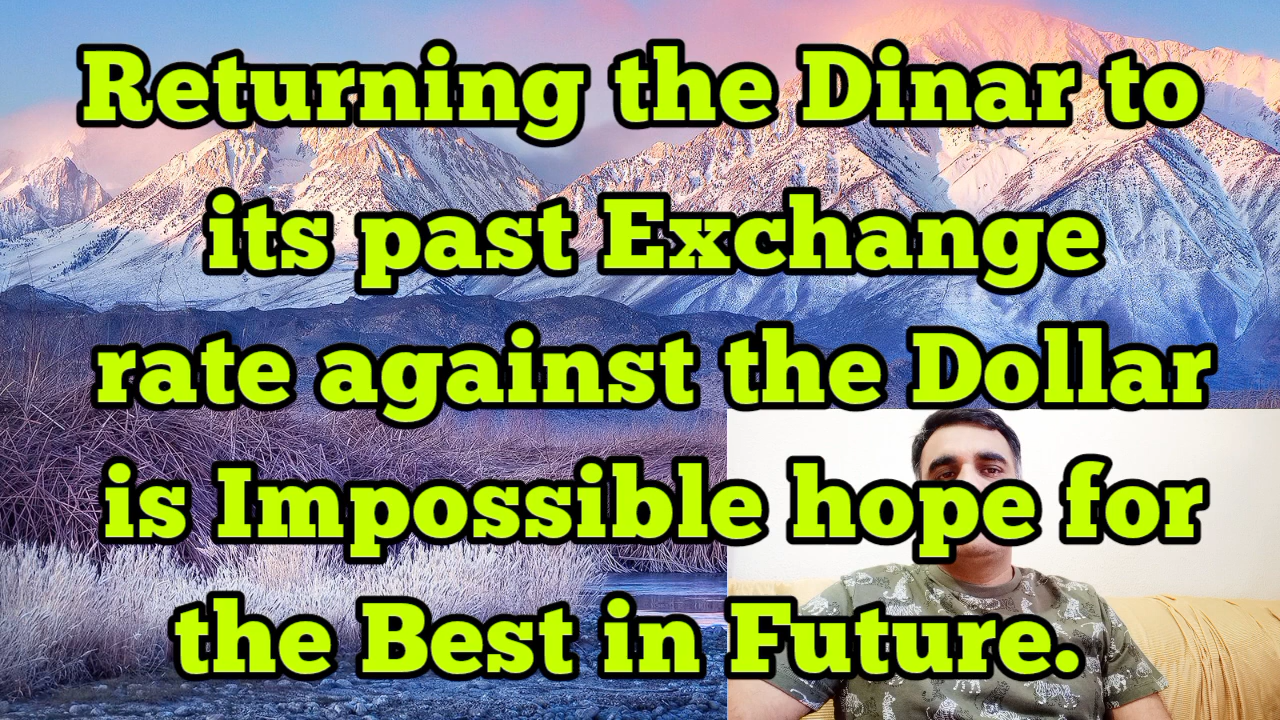 Returning the Dinar to
its past Exchange
rate against the Dollar
is Impossible hope for
the Best in Future.